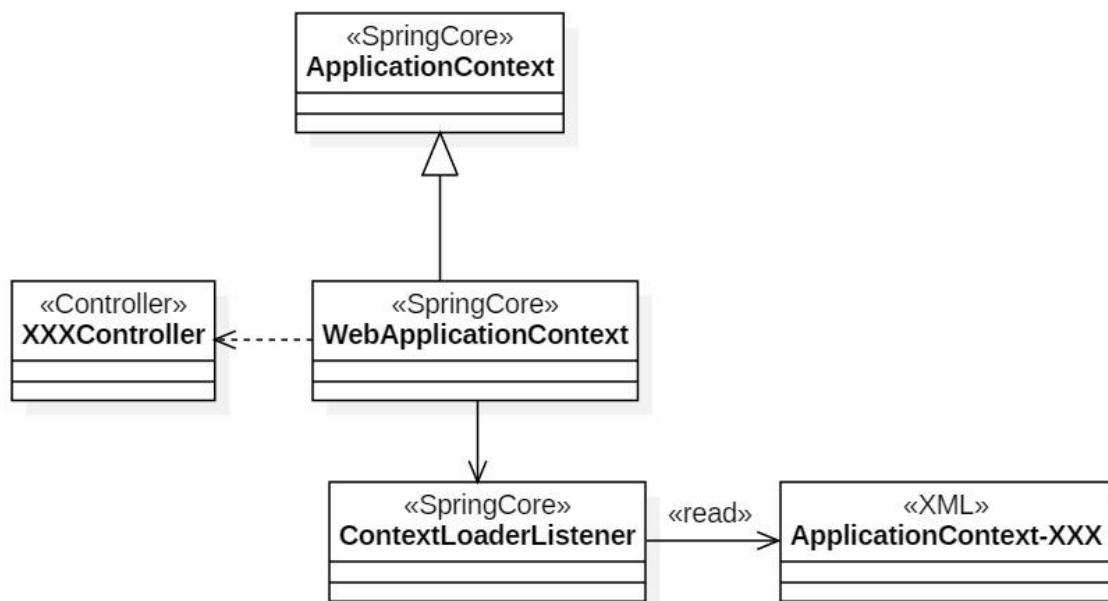 «SpringCore»
ApplicationContext
«Controller»
XXXController
«SpringCore»
WebApplicationContext
«SpringCore»
ContextLoaderListener
«read»
«XML»
ApplicationContext-XXX